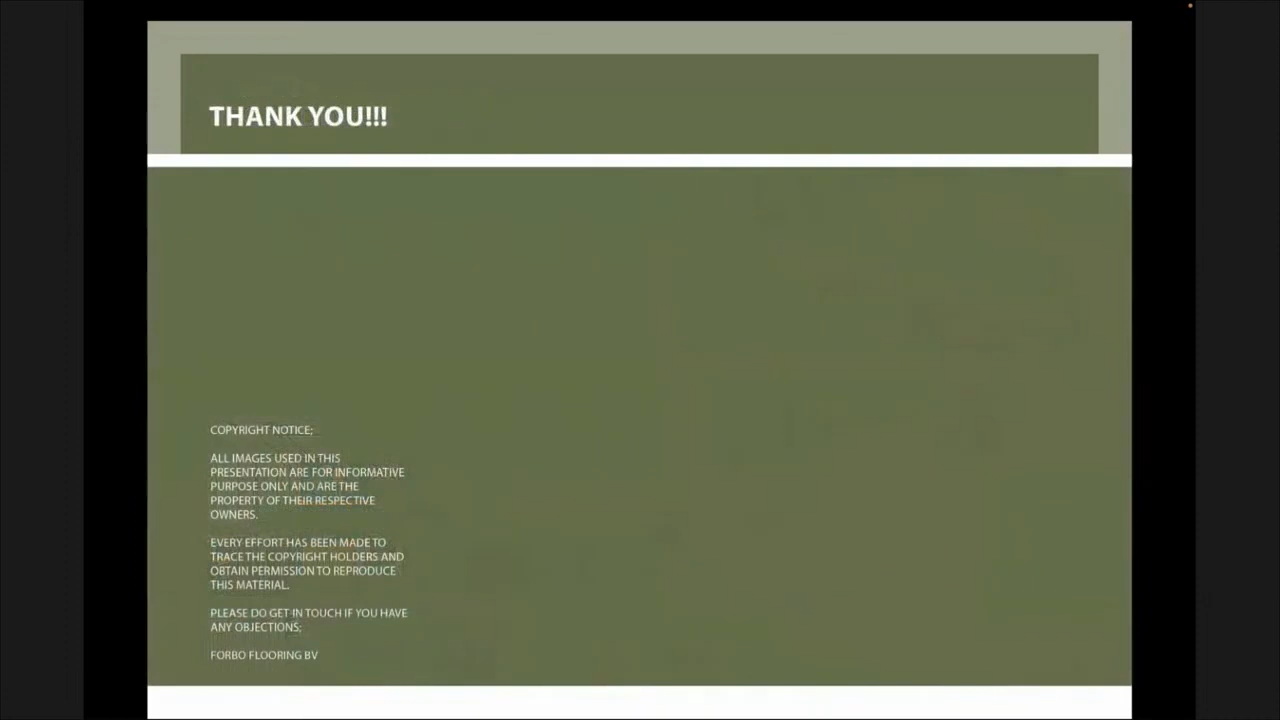 THANK YOU!!!
COPYRIGHT NOTICE;
ALL IMAGES USED IN THIS
PRESENTATION ARE FOR INFORMATIVE
PURPOSE ONLY AND ARE THE
PROPERTY OF THEIR RESPECTIVE
OWNERS.
EVERY EFFORT HAS BEEN MADE TO
TRACE THE COPYRIGHT HOLDERS AND
OBTAIN PERMISSION TO REPRODUCE
THIS MATERIAL.
PLEASE DO GET IN TOUCH IF YOU HAVE
ANY OBJECTIONS;
FORBO FLOORING BV